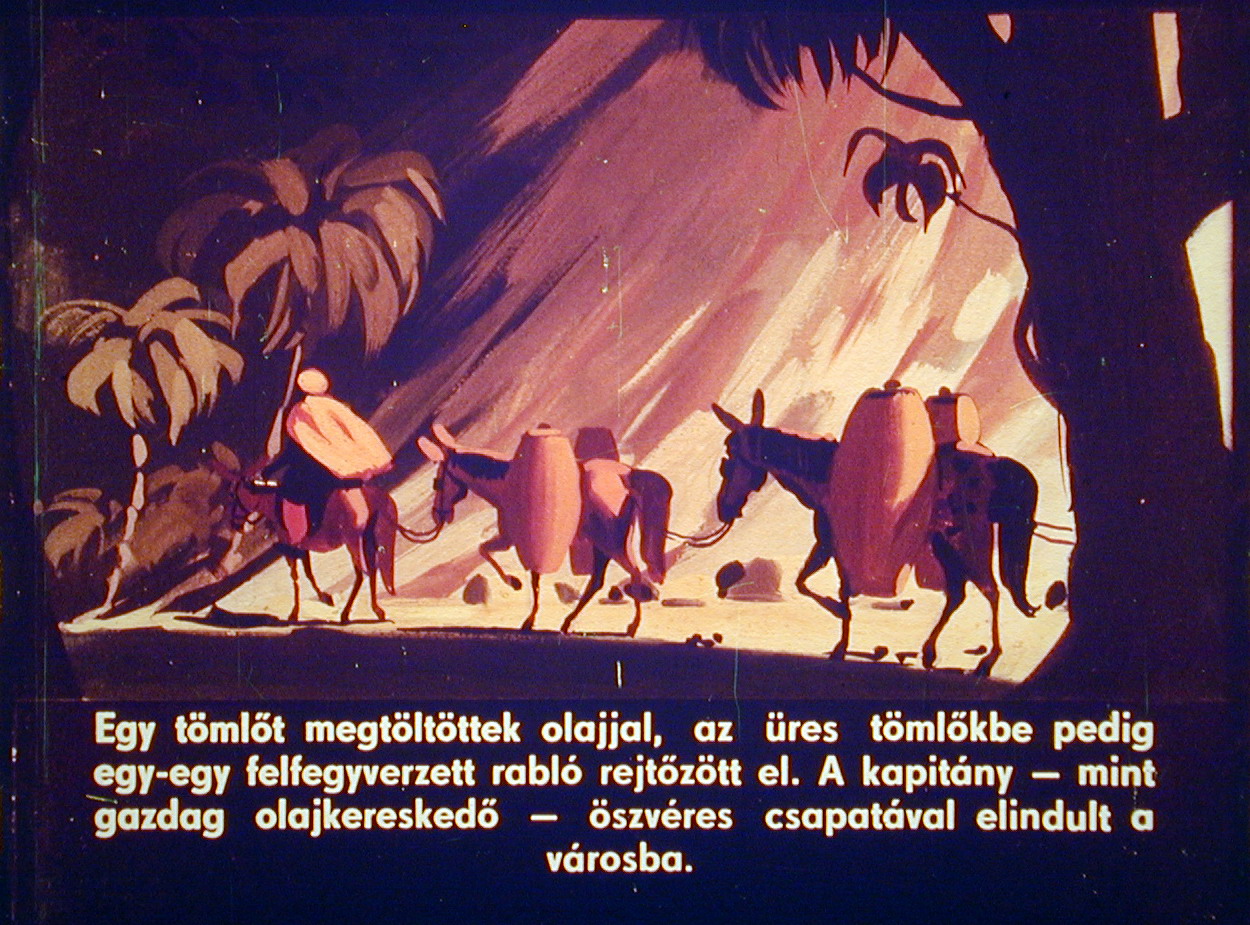 Egy tömlőt megtöltöttek olajjal, az üres tömlőkbe pedig
egy-egy felfegyverzett rabló rejtőzött el. A kapitány — mint
gazdag olajkereskedő — öszvéres csapatával elindult a
városba.